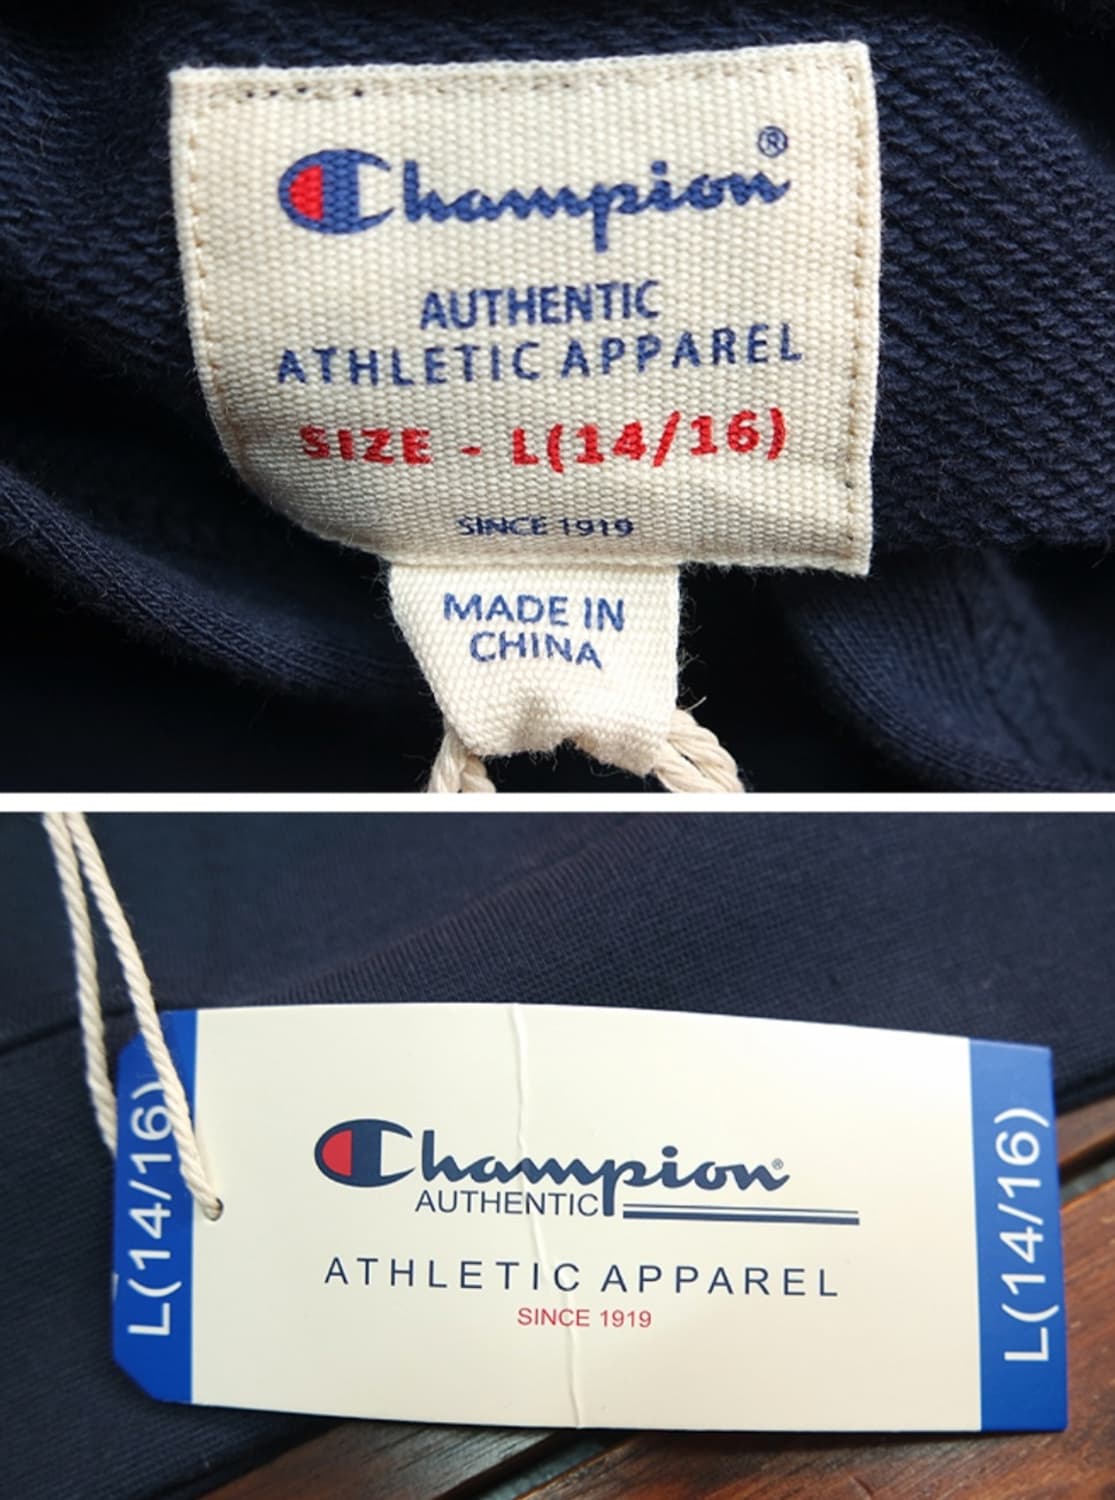 Champion®
AUTHENTIC
ATHLETIC APPAREL
SIZE - L(14/16)
SINCE 1919
MADE IN
CHINA
L(14/16)
Champion®
AUTHENTIC
ATHLETIC APPAREL
SINCE 1919
L(14/16)